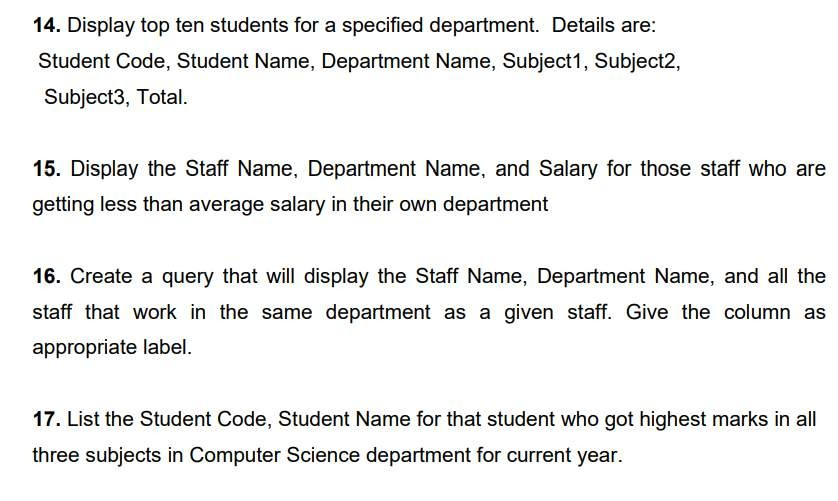 14. Display top ten students for a specified department. Details are:
Student Code, Student Name, Department Name, Subject1, Subject2,
Subject3, Total.
15. Display the Staff Name, Department Name, and Salary for those staff who are
getting less than average salary in their own department
16. Create a query that will display the Staff Name, Department Name, and all the
staff that work in the same department as a given staff. Give the column as
appropriate label.
17. List the Student Code, Student Name for that student who got highest marks in all
three subjects in Computer Science department for current year.